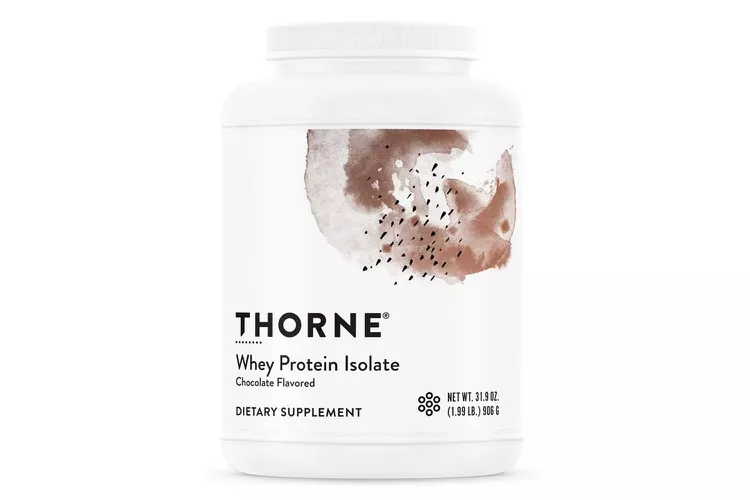 THORNE®
Whey Protein Isolate
Chocolate Flavored
DIETARY SUPPLEMENT
NET WT. 31.9 OZ.
(1.99 LB.) 906 G